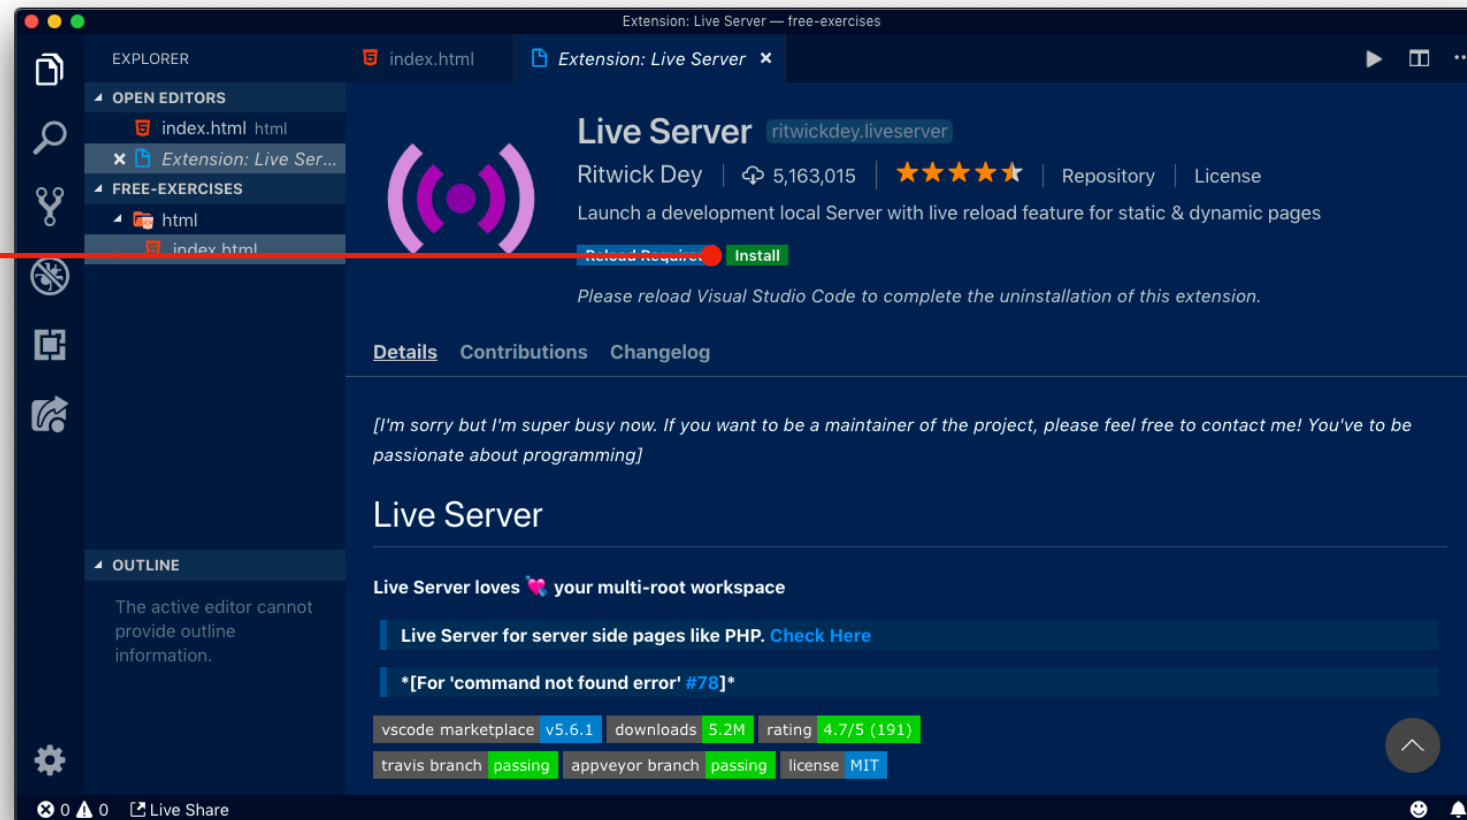 Extension: Live Server — free-exercises
EXPLORER
index.html
Extension: Live Server
OPEN EDITORS
index.html html
Extension: Live Ser...
FREE-EXERCISES
html
index.html
Live Server ritwickdey.liveserver
Ritwick Dey 5,163,015 Repository License
Launch a development local Server with live reload feature for static & dynamic pages
Reload Required Install
Please reload Visual Studio Code to complete the uninstallation of this extension.
Details Contributions Changelog
[I'm sorry but I'm super busy now. If you want to be a maintainer of the project, please feel free to contact me! You've to be
passionate about programming]
Live Server
Live Server loves 💘 your multi-root workspace
Live Server for server side pages like PHP. Check Here
*[For 'command not found error' #78]*
vscode marketplace v5.6.1 downloads 5.2M rating 4.7/5 (191)
travis branch passing appveyor branch passing license MIT
OUTLINE
The active editor cannot
provide outline
information.
0 0 Live Share